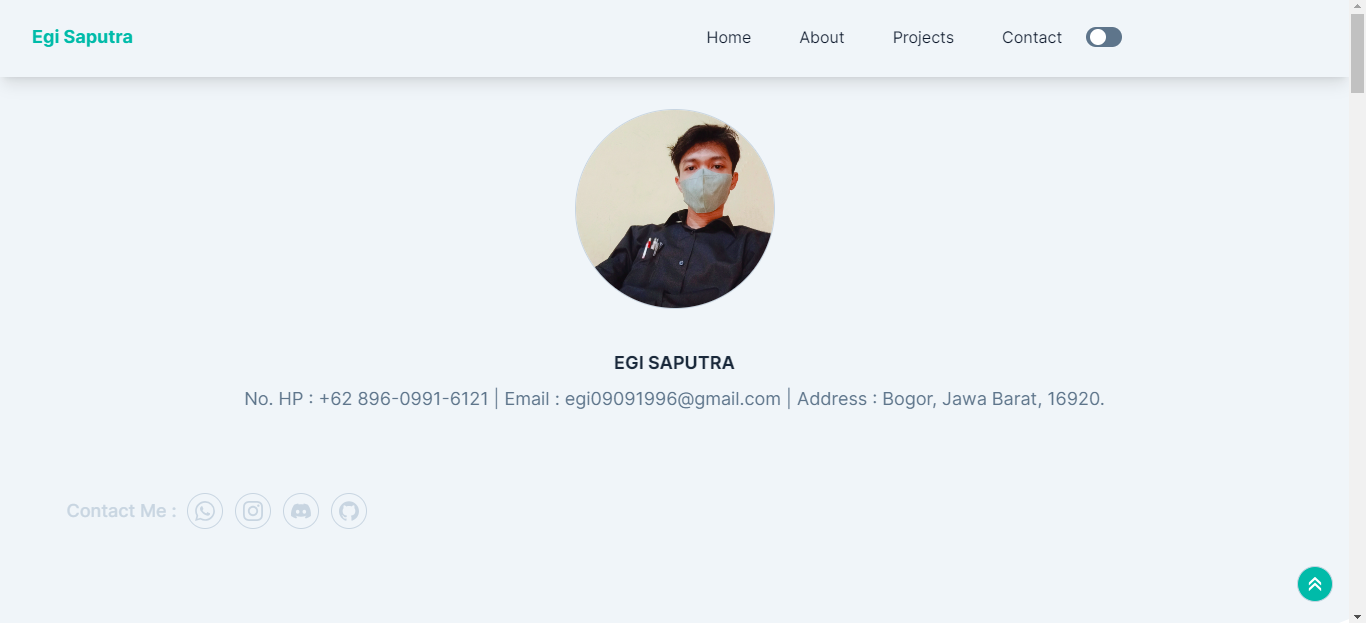 Egi Saputra
Home About Projects Contact
EGI SAPUTRA
No. HP : +62 896-0991-6121 | Email : egi09091996@gmail.com | Address : Bogor, Jawa Barat, 16920.
Contact Me :